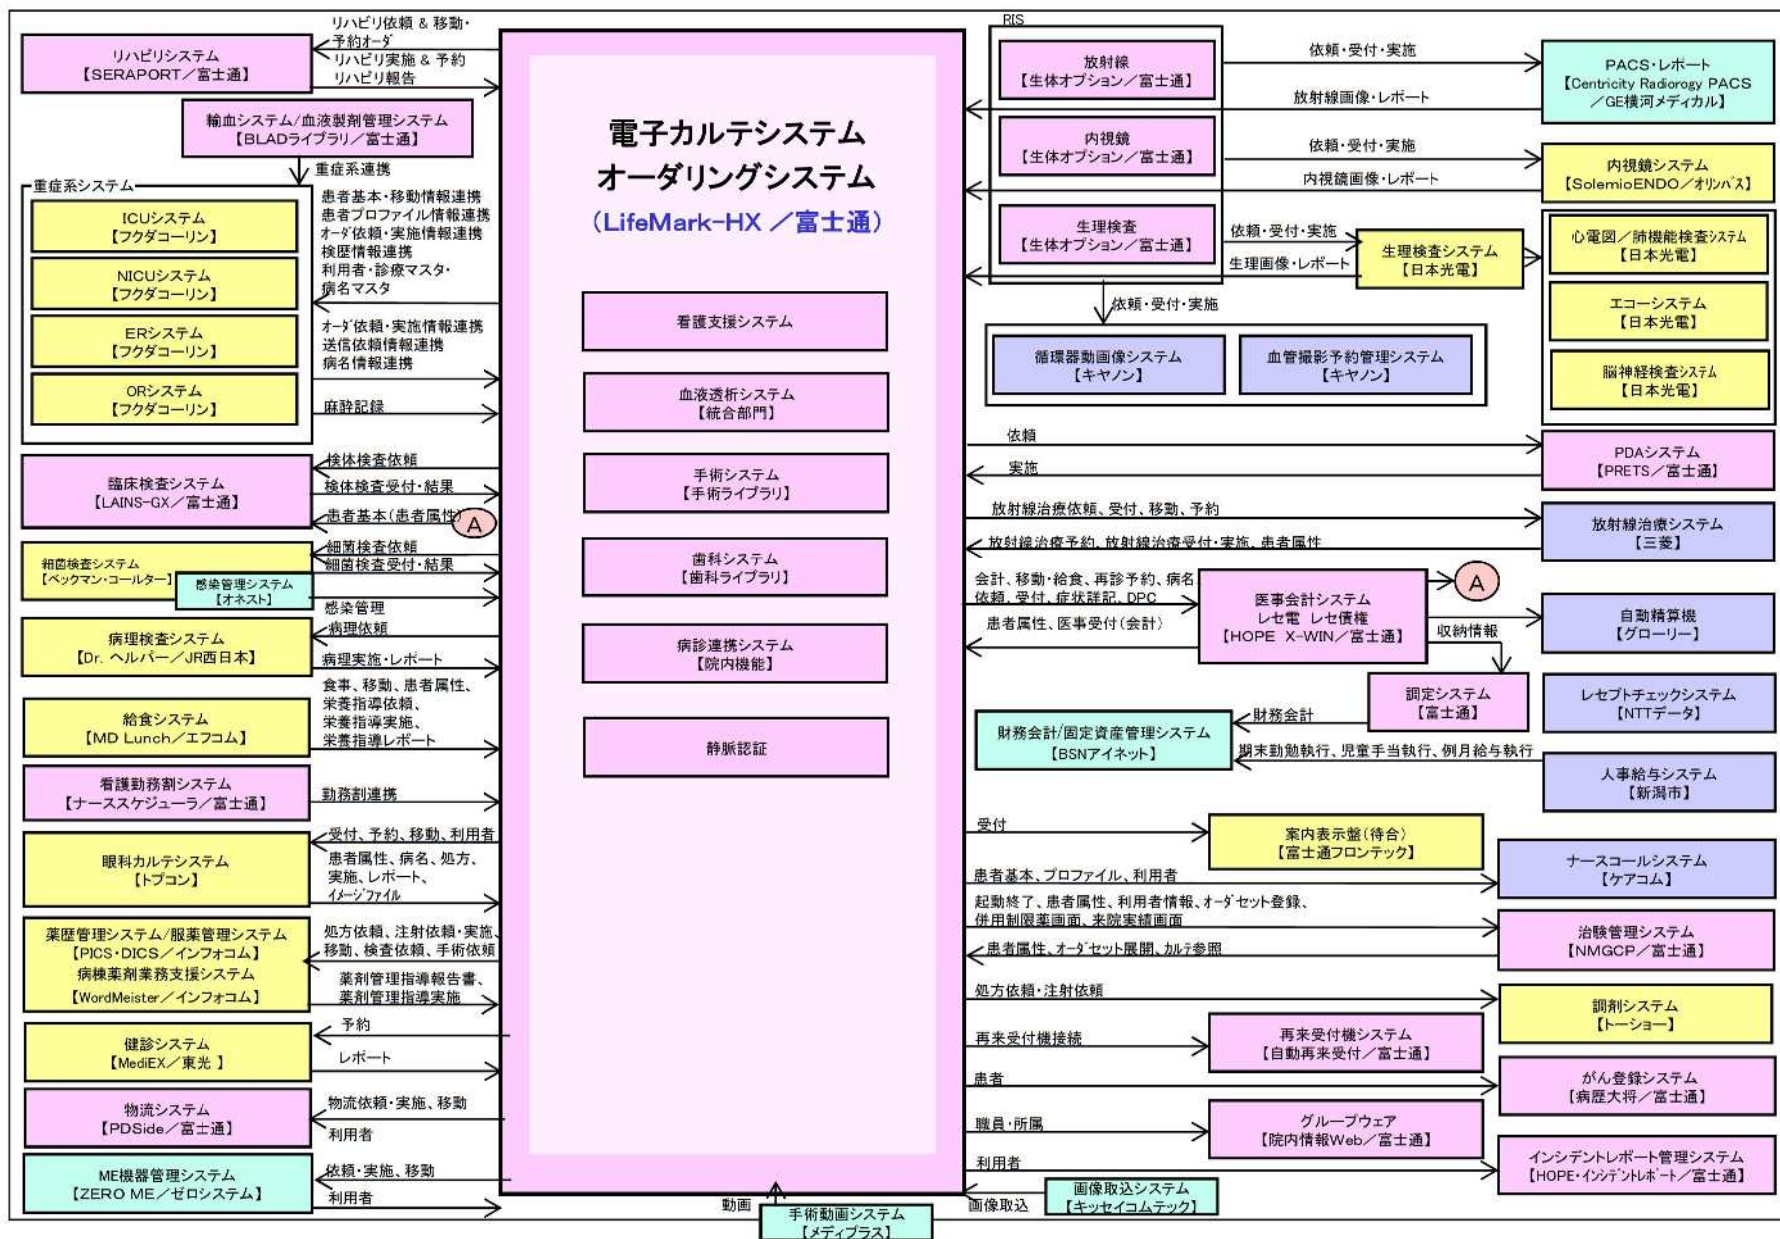 リハビリ依頼 & 移動・
予約オーダ
リハビリ実施 & 予約
リハビリ報告
リハビリシステム
【SERAPORT／富士通】
輸血システム/血液製剤管理システム
【BLADライブラリ／富士通】
重症系連携
重症系システム
ICUシステム
【フクダコーリン】
NICUシステム
【フクダコーリン】
ERシステム
【フクダコーリン】
ORシステム
【フクダコーリン】
患者基本・移動情報連携
患者プロファイル情報連携
オーダ依頼・実施情報連携
検歴情報連携
利用者・診療マスタ・
病名マスタ
オーダ依頼・実施情報連携
送信依頼情報連携
病名情報連携
麻酔記録
臨床検査システム
【LAINS-GX／富士通】
検体検査依頼
検体検査受付・結果
患者基本(患者属性)
A
細菌検査システム
【ベックマン・コールター】
感染管理システム
【オネスト】
細菌検査依頼
細菌検査受付・結果
感染管理
病理検査システム
【Dr. ヘルパー／JR西日本】
病理依頼
病理実施・レポート
給食システム
【MD Lunch／エフコム】
食事、移動、患者属性、
栄養指導依頼、
栄養指導実施、
栄養指導レポート
看護勤務割システム
【ナーススケジューラ／富士通】
勤務割連携
眼科カルテシステム
【トプコン】
受付、予約、移動、利用者
患者属性、病名、処方、
実施、レポート、
イメージファイル
薬歴管理システム/服薬管理システム
【PICS・DICS／インフォコム】
病棟薬剤業務支援システム
【WordMeister／インフォコム】
処方依頼、注射依頼・実施、
移動、検査依頼、手術依頼
薬剤管理指導報告書、
薬剤管理指導実施
健診システム
【MediEX／東光 】
予約
レポート
物流システム
【PDSide／富士通】
物流依頼・実施、移動
利用者
ME機器管理システム
【ZERO ME／ゼロシステム】
依頼・実施、移動
利用者
電子カルテシステム
オーダリングシステム
（LifeMark-HX ／富士通）
看護支援システム
血液透析システム
【統合部門】
手術システム
【手術ライブラリ】
歯科システム
【歯科ライブラリ】
病診連携システム
【院内機能】
静脈認証
動画
手術動画システム
【メディプラス】
画像取込
画像取込システム
【キッセイコムテック】
RIS
放射線
【生体オプション／富士通】
内視鏡
【生体オプション／富士通】
生理検査
【生体オプション／富士通】
依頼・受付・実施
放射線画像・レポート
PACS・レポート
【Centricity Radiorogy PACS
／GE横河メディカル】
依頼・受付・実施
内視鏡画像・レポート
内視鏡システム
【SolemioENDO／オリンパス】
依頼・受付・実施
生理画像・レポート
生理検査システム
【日本光電】
心電図／肺機能検査システム
【日本光電】
エコーシステム
【日本光電】
脳神経検査システム
【日本光電】
依頼・受付・実施
循環器動画像システム
【キヤノン】
血管撮影予約管理システム
【キヤノン】
依頼
実施
PDAシステム
【PRETS／富士通】
放射線治療依頼、受付、移動、予約
放射線治療予約、放射線治療受付・実施、患者属性
放射線治療システム
【三菱】
会計、移動・給食、再診予約、病名、
依頼、受付、症状詳記、DPC
患者属性、医事受付(会計)
医事会計システム
レセ電 レセ債権
【HOPE X-WIN／富士通】
A
収納情報
自動精算機
【グローリー】
調定システム
【富士通】
レセプトチェックシステム
【NTTデータ】
財務会計
財務会計/固定資産管理システム
【BSNアイネット】
期末勤勉執行、児童手当執行、例月給与執行
人事給与システム
【新潟市】
受付
案内表示盤(待合)
【富士通フロンテック】
患者基本、プロファイル、利用者
ナースコールシステム
【ケアコム】
起動終了、患者属性、利用者情報、オーダセット登録、
併用制限薬画面、来院実績画面
患者属性、オーダセット展開、カルテ参照
治験管理システム
【NMGCP／富士通】
処方依頼・注射依頼
調剤システム
【トーショー】
再来受付機接続
再来受付機システム
【自動再来受付／富士通】
患者
がん登録システム
【病歴大将／富士通】
職員・所属
グループウェア
【院内情報Web／富士通】
利用者
インシデントレポート管理システム
【HOPE・インシデントレポート／富士通】